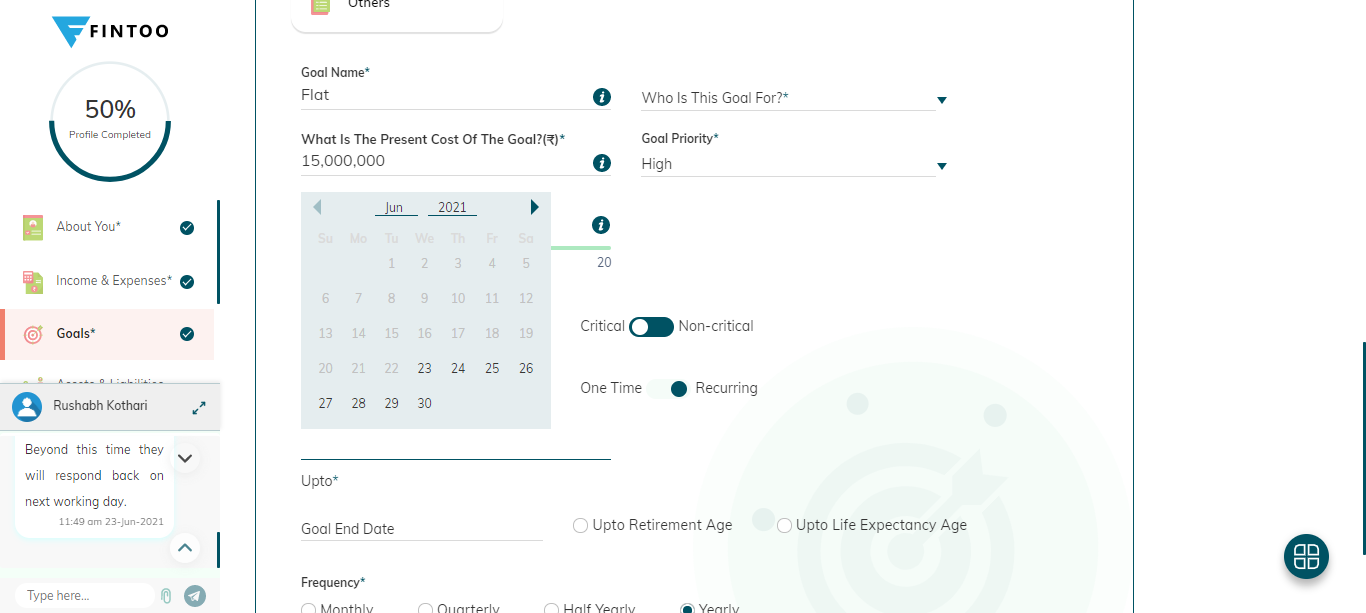 FINTOO
50%
Profile Completed
About You*
Income & Expenses*
Goals*
Assets & Liabilities
Rushabh Kothari
Beyond this time they
will respond back on
next working day.
11:49 am 23-Jun-2021
Type here...
Others
Goal Name*
Flat
Who Is This Goal For?*
What Is The Present Cost Of The Goal?(₹)*
15,000,000
Goal Priority*
High
Jun 2021
Su Mo Tu We Th Fr Sa
1 2 3 4 5
6 7 8 9 10 11 12
13 14 15 16 17 18 19
20 21 22 23 24 25 26
27 28 29 30
20
Critical Non-critical
One Time Recurring
Upto*
Goal End Date
Upto Retirement Age Upto Life Expectancy Age
Frequency*
Monthly Quarterly Half Yearly Yearly